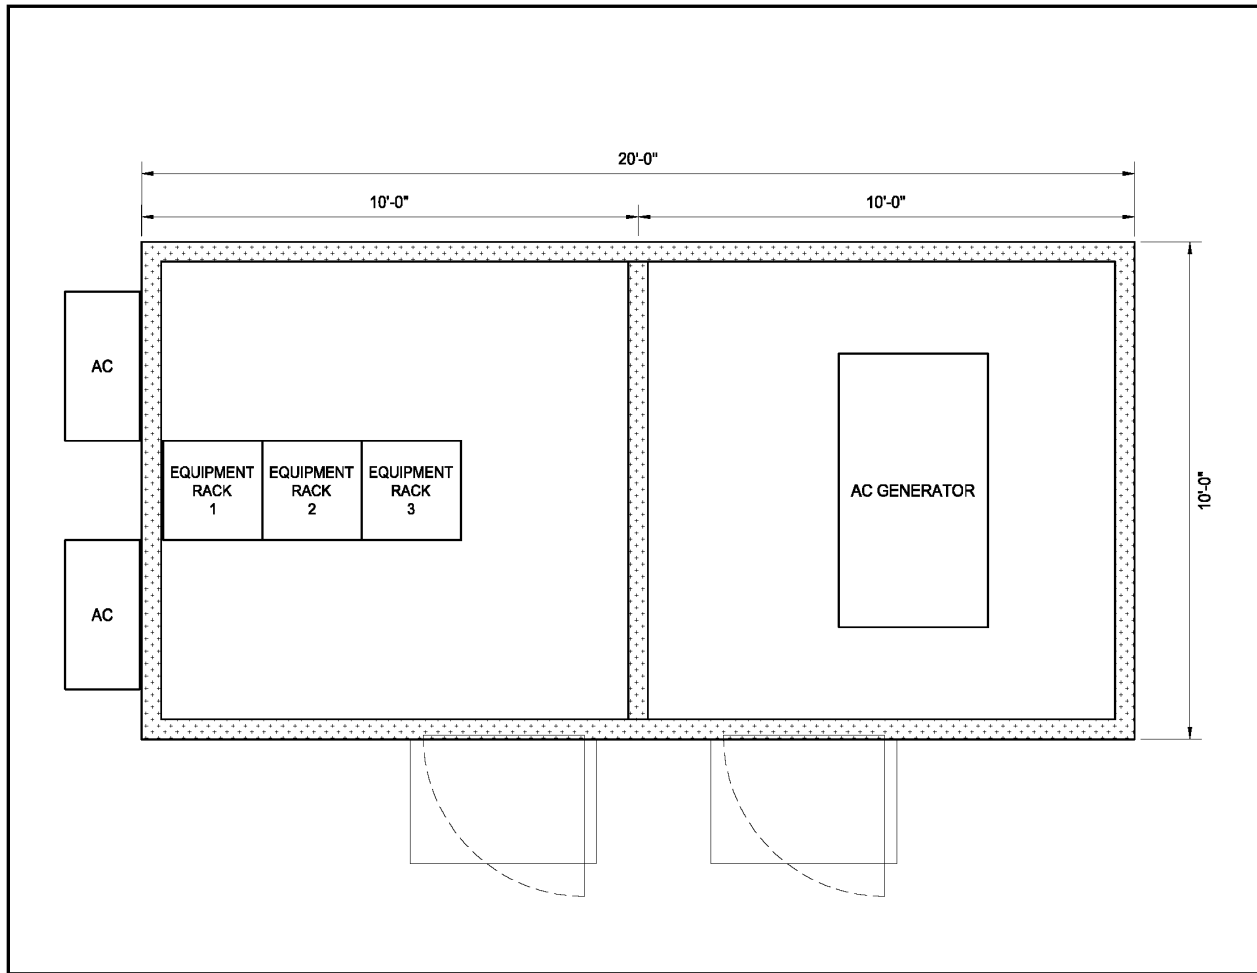 20'-0"
10'-0"
10'-0"
AC
EQUIPMENT
RACK
1
EQUIPMENT
RACK
2
EQUIPMENT
RACK
3
AC GENERATOR
10'-0"
AC